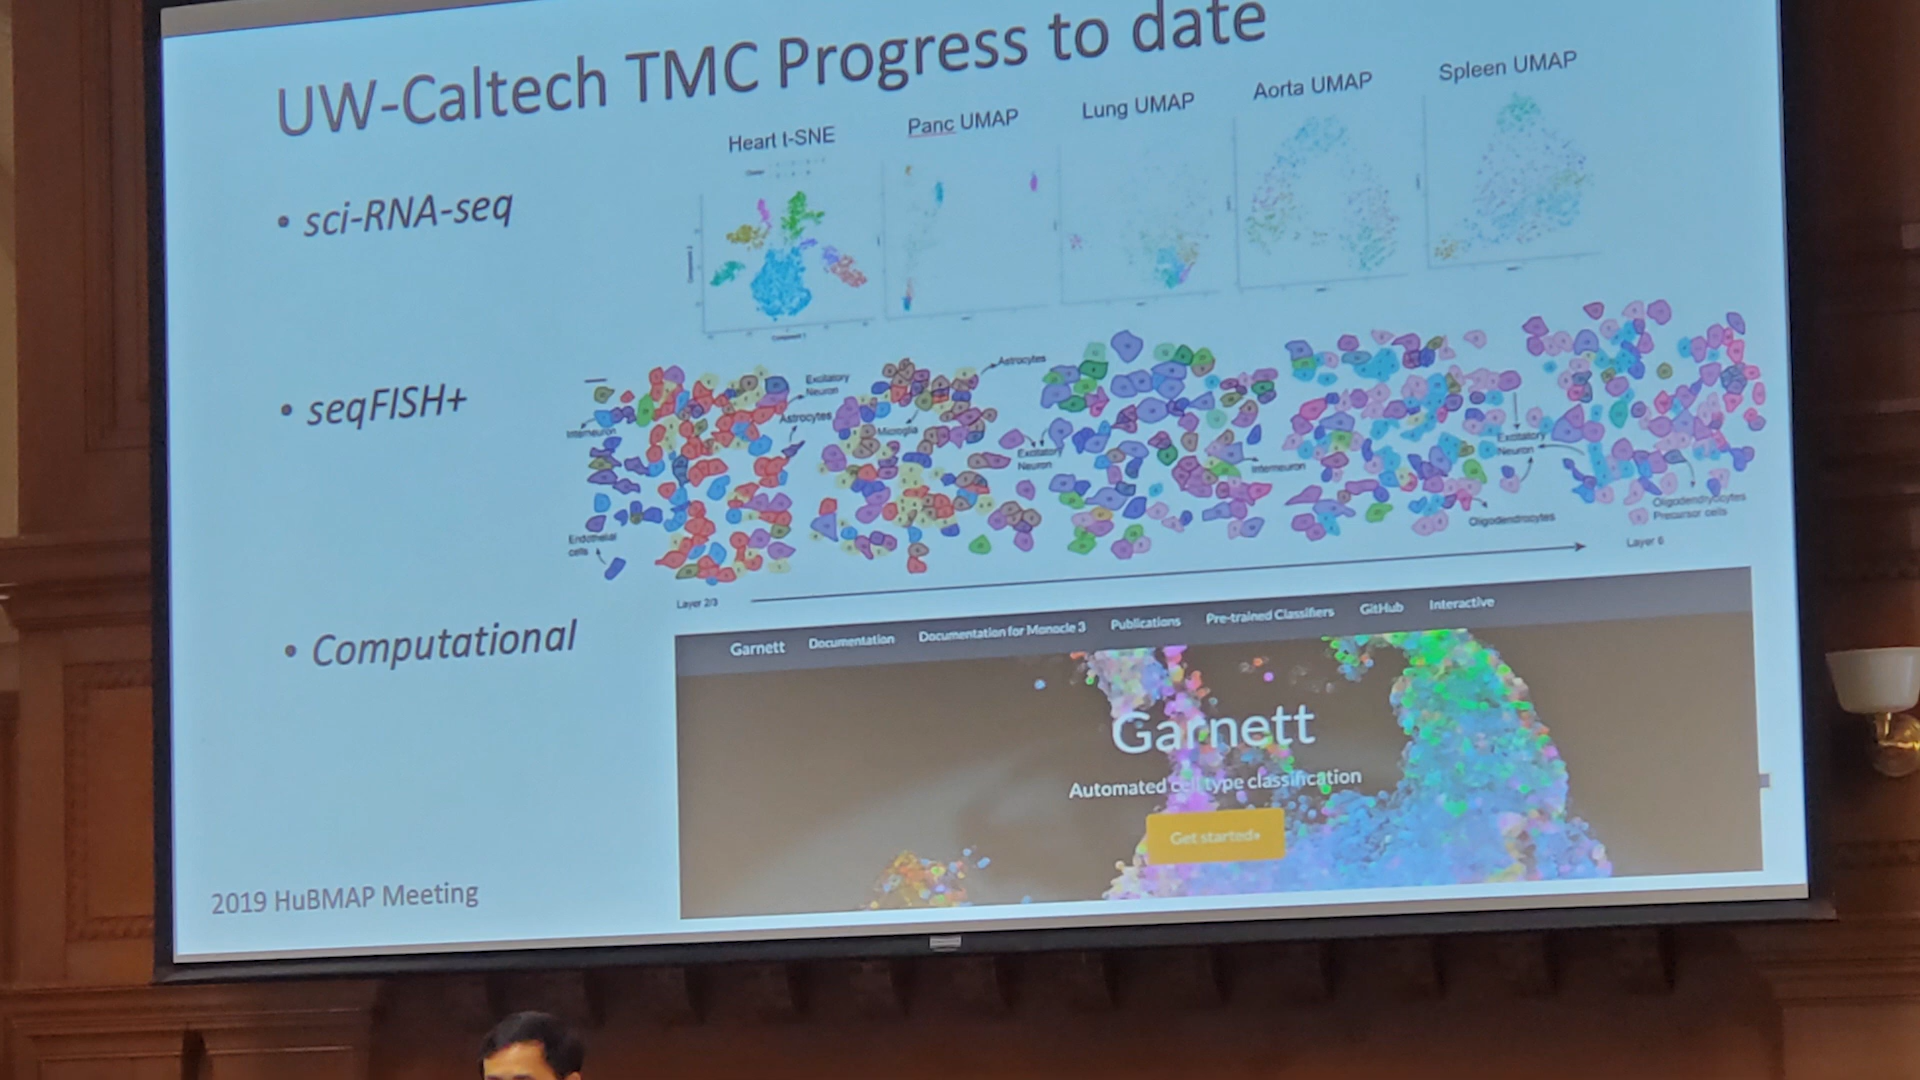 UW-Caltech TMC Progress to date
• sci-RNA-seq
Heart t-SNE
Panc UMAP
Lung UMAP
Aorta UMAP
Spleen UMAP
• seqFISH+
Interneuron
Endothelial
cells
Excitatory
Neuron
Astrocytes
Astrocytes
Microglia
Excitatory
Neuron
Interneuron
Excitatory
Neuron
Oligodendrocytes
Oligodendrocytes
Precursor cells
Layer 2/3
Layer 6
• Computational
Garnett Documentation Documentation for Monocle 3 Publications Pre-trained Classifiers GitHub Interactive
Garnett
Automated cell type classification
Get started»
2019 HuBMAP Meeting